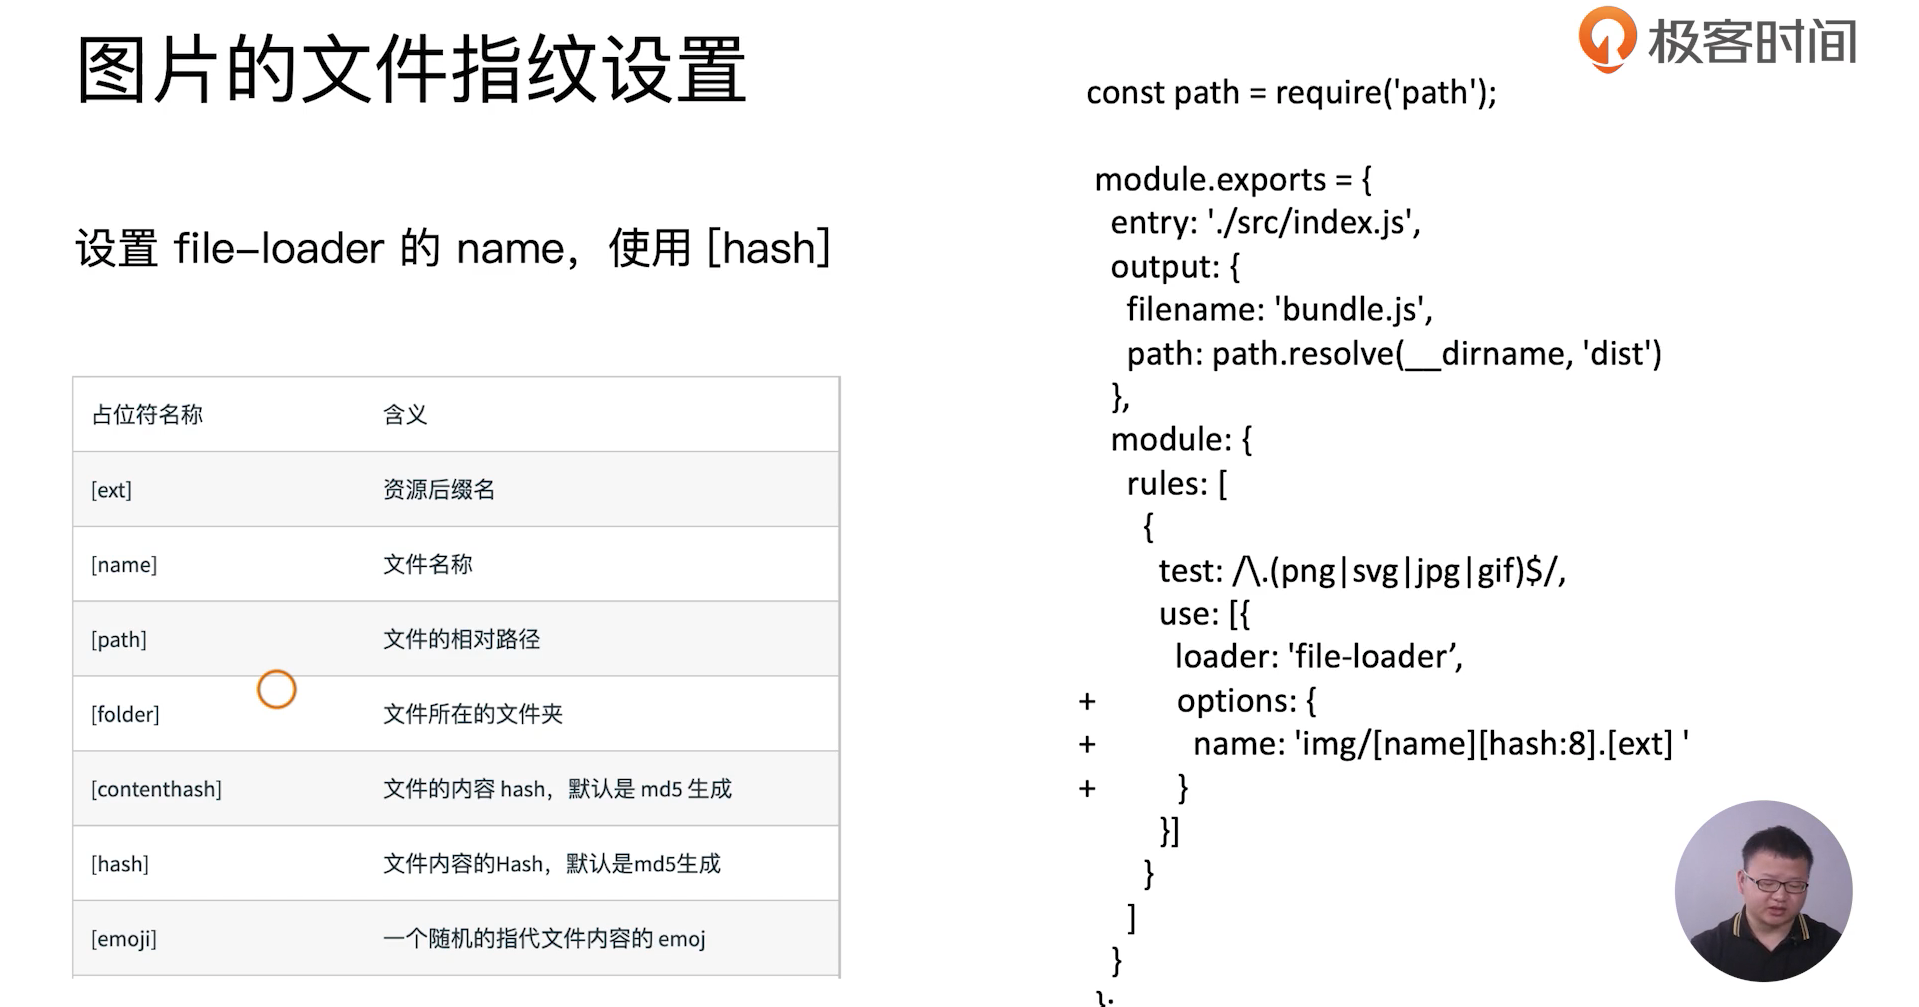 图片的文件指纹设置
极客时间
设置 file-loader 的 name，使用 [hash]
占位符名称 含义
[ext] 资源后缀名
[name] 文件名称
[path] 文件的相对路径
[folder] 文件所在的文件夹
[contenthash] 文件的内容 hash，默认是 md5 生成
[hash] 文件内容的Hash，默认是md5生成
[emoji] 一个随机的指代文件内容的 emoj
const path = require('path');
module.exports = {
entry: './src/index.js',
output: {
filename: 'bundle.js',
path: path.resolve(__dirname, 'dist')
},
module: {
rules: [
{
test: /\.(png|svg|jpg|gif)$/,
use: [{
loader: 'file-loader’,
+ options: {
+ name: 'img/[name][hash:8].[ext] '
+ }
}]
}
]
}
};